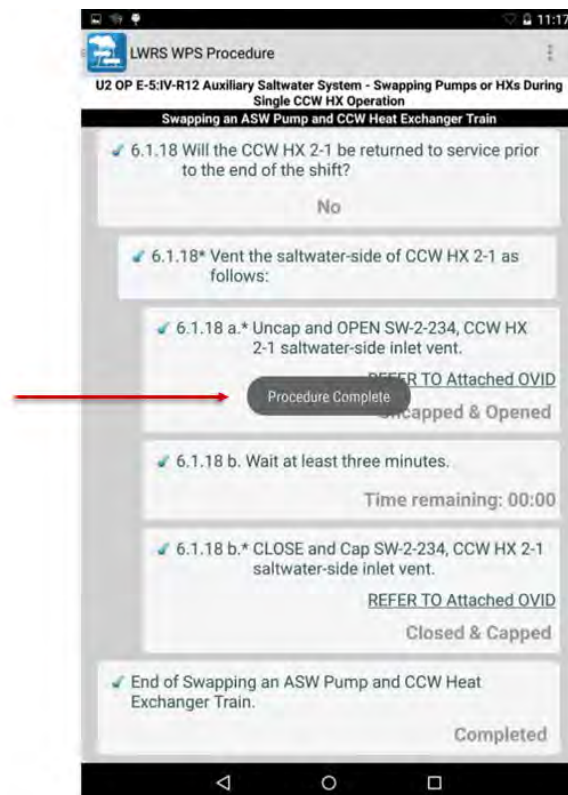 11:17
LWRS WPS Procedure
U2 OP E-5:IV-R12 Auxiliary Saltwater System - Swapping Pumps or HXs During
Single CCW HX Operation
Swapping an ASW Pump and CCW Heat Exchanger Train
6.1.18 Will the CCW HX 2-1 be returned to service prior
to the end of the shift?
No
6.1.18* Vent the saltwater-side of CCW HX 2-1 as
follows:
6.1.18 a.* Uncap and OPEN SW-2-234, CCW HX
2-1 saltwater-side inlet vent.
REFER TO Attached OVID
Procedure Complete
Uncapped & Opened
6.1.18 b. Wait at least three minutes.
Time remaining: 00:00
6.1.18 b.* CLOSE and Cap SW-2-234, CCW HX 2-1
saltwater-side inlet vent.
REFER TO Attached OVID
Closed & Capped
End of Swapping an ASW Pump and CCW Heat
Exchanger Train.
Completed